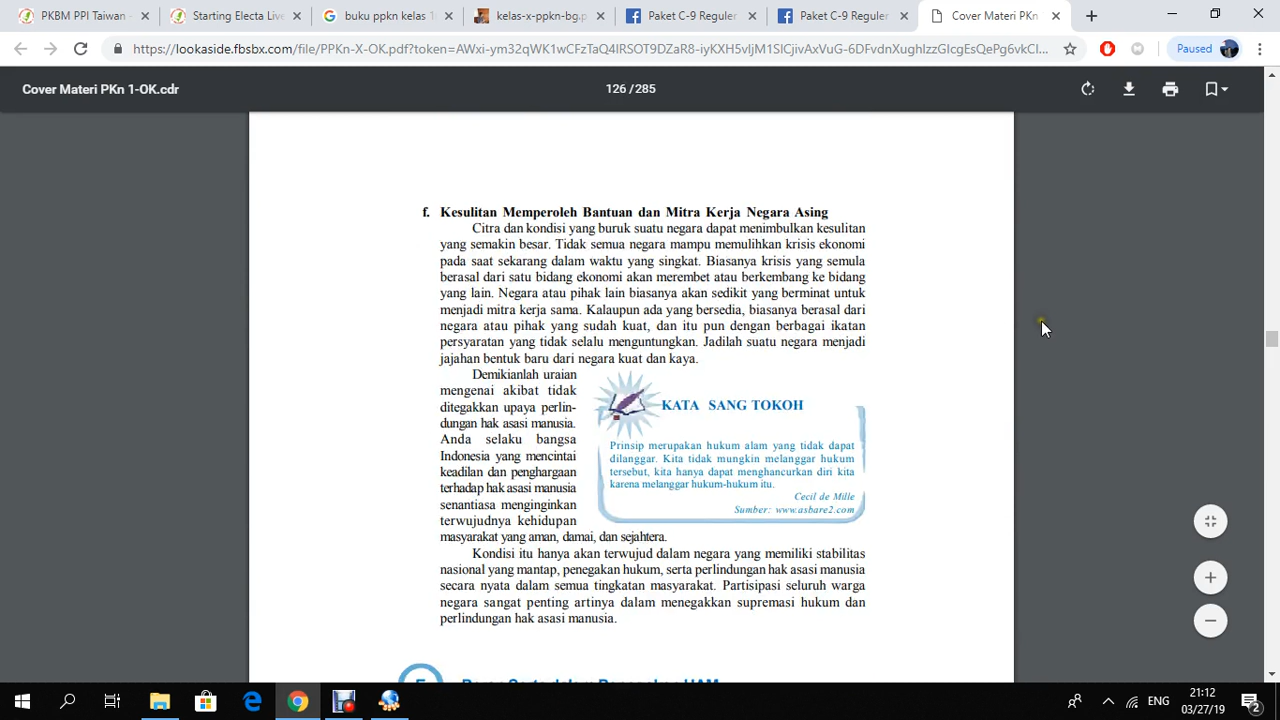 PKBM PPI Taiwan -
Starting Electa Live
buku ppkn kelas 1
kelas-x-ppkn-bg.p
Paket C-9 Reguler
Paket C-9 Reguler
Cover Materi PKn
https://lookaside.fbsbx.com/file/PPKn-X-OK.pdf?token=
Paused
Cover Materi PKn 1-OK.cdr
126 / 285
f. Kesulitan Memperoleh Bantuan dan Mitra Kerja Negara Asing
Citra dan kondisi yang buruk suatu negara dapat menimbulkan kesulitan
yang semakin besar. Tidak semua negara mampu memulihkan krisis ekonomi
pada saat sekarang dalam waktu yang singkat. Biasanya krisis yang semula
berasal dari satu bidang ekonomi akan merembet atau berkembang ke bidang
yang lain. Negara atau pihak lain biasanya akan sedikit yang berminat untuk
menjadi mitra kerja sama. Kalaupun ada yang bersedia, biasanya berasal dari
negara atau pihak yang sudah kuat, dan itu pun dengan berbagai ikatan
persyaratan yang tidak selalu menguntungkan. Jadilah suatu negara menjadi
jajahan bentuk baru dari negara kuat dan kaya.
Demikianlah uraian
mengenai akibat tidak
ditegakkan upaya perlin-
dungan hak asasi manusia.
Anda selaku bangsa
Indonesia yang mencintai
keadilan dan penghargaan
terhadap hak asasi manusia
senantiasa menginginkan
terwujudnya kehidupan
masyarakat yang aman, damai, dan sejahtera.
KATA SANG TOKOH
Prinsip merupakan hukum alam yang tidak dapat
dilanggar. Kita tidak mungkin melanggar hukum
tersebut, kita hanya dapat menghancurkan diri kita
karena melanggar hukum-hukum itu.
Cecil de Mille
Sumber: www.asbare2.com
Kondisi itu hanya akan terwujud dalam negara yang memiliki stabilitas
nasional yang mantap, penegakan hukum, serta perlindungan hak asasi manusia
secara nyata dalam semua tingkatan masyarakat. Partisipasi seluruh warga
negara sangat penting artinya dalam menegakkan supremasi hukum dan
perlindungan hak asasi manusia.
ENG
21:12
03/27/19
2